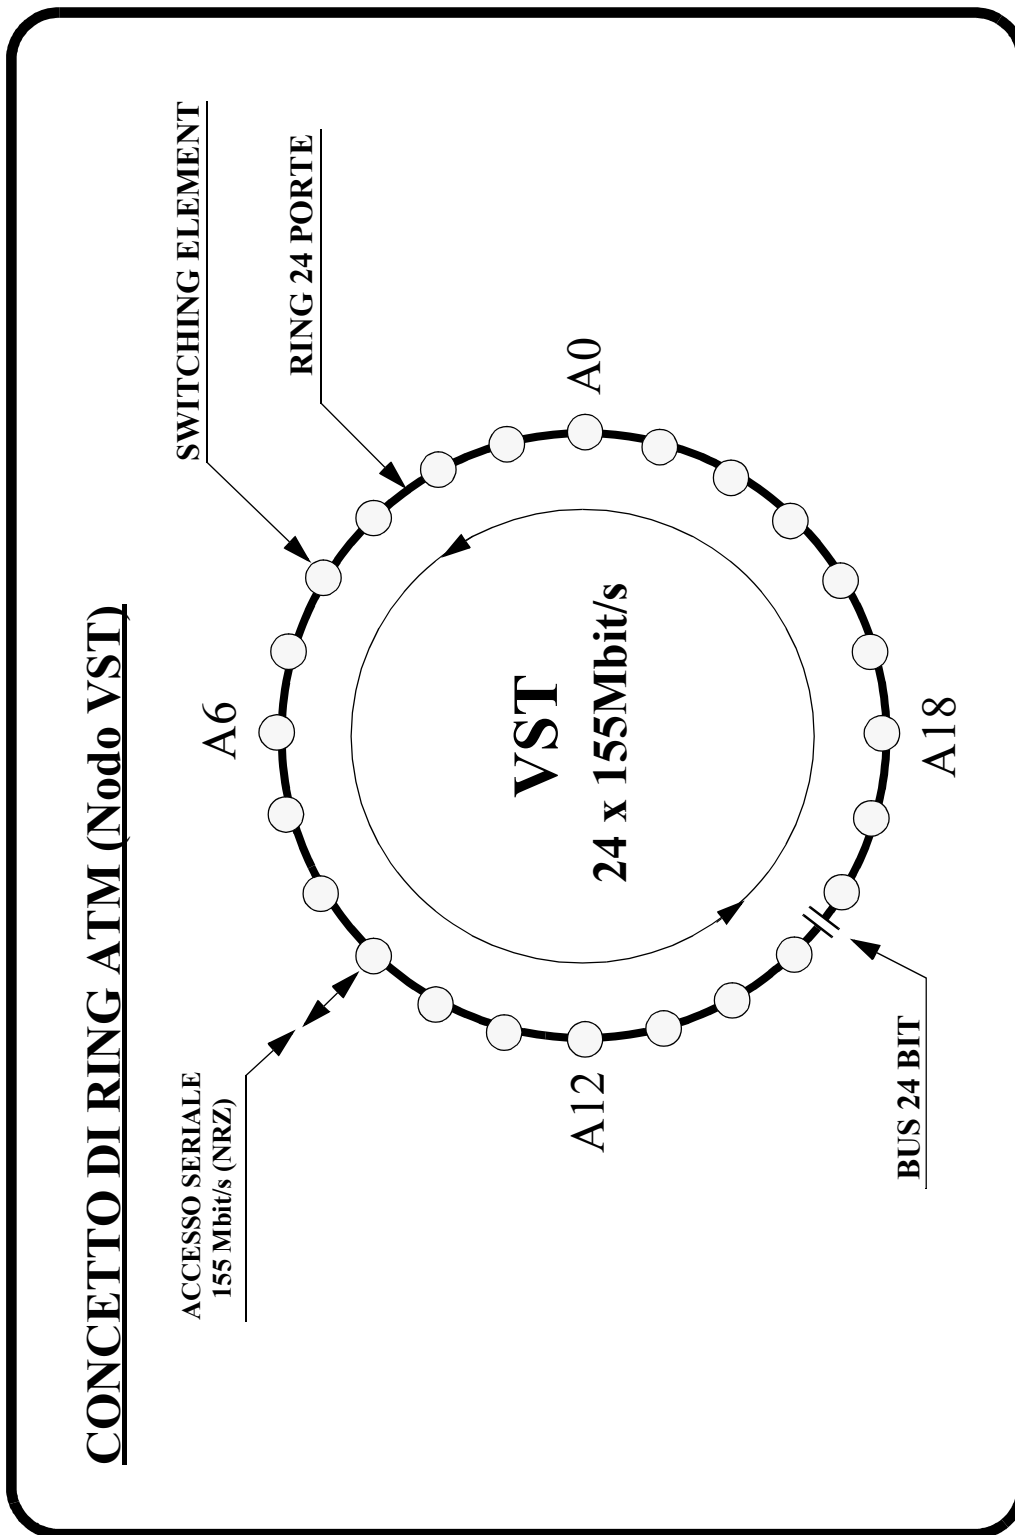 CONCETTO DI RING ATM (Nodo VST)
ACCESSO SERIALE
155 Mbit/s (NRZ)
SWITCHING ELEMENT
RING 24 PORTE
A6
A12
VST
24 x 155Mbit/s
A0
A18
BUS 24 BIT